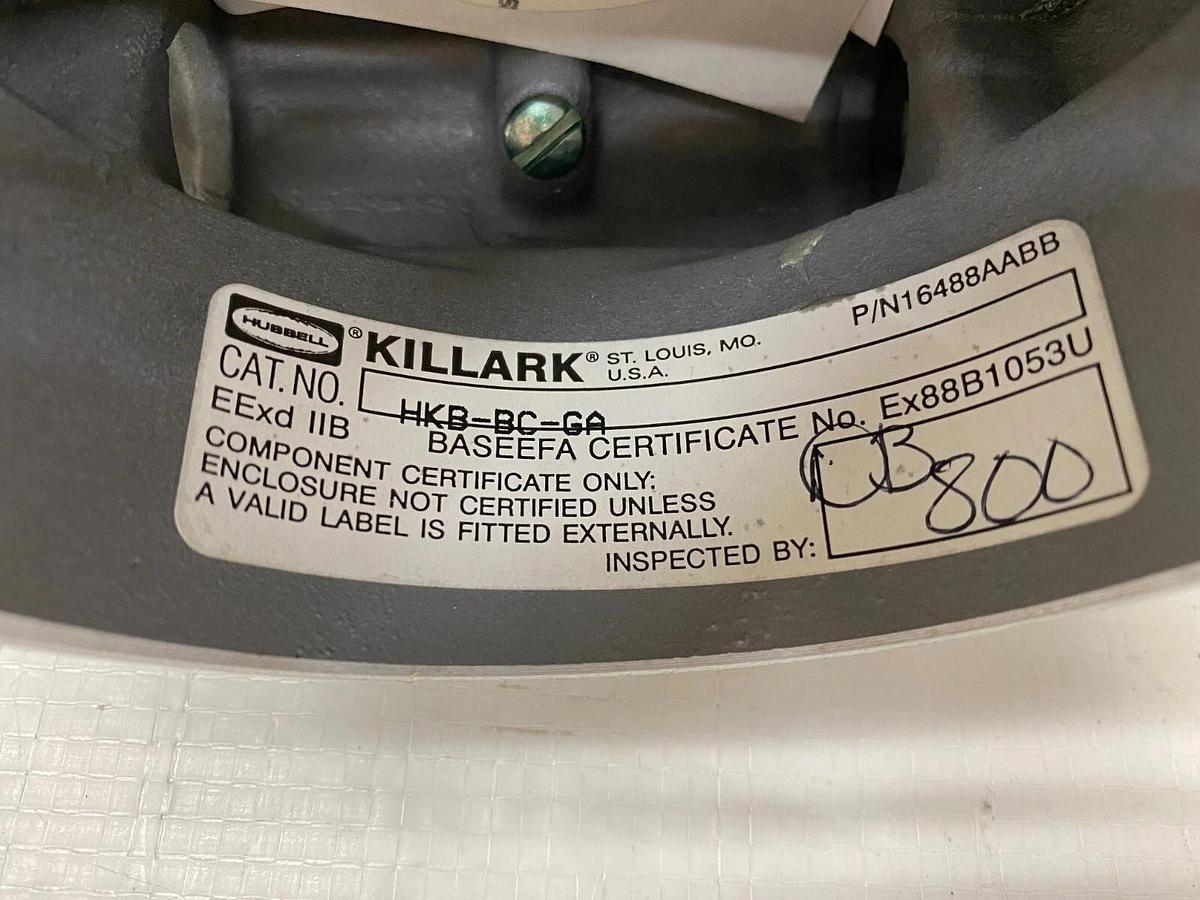 HUBBELL ® KILLARK® ST. LOUIS, MO. U.S.A. P/N16488AABB
CAT. NO. HKB-BC-GA
EExd IIB BASEEFA CERTIFICATE No. Ex88B1053U
COMPONENT CERTIFICATE ONLY:
ENCLOSURE NOT CERTIFIED UNLESS
A VALID LABEL IS FITTED EXTERNALLY.
INSPECTED BY:
800